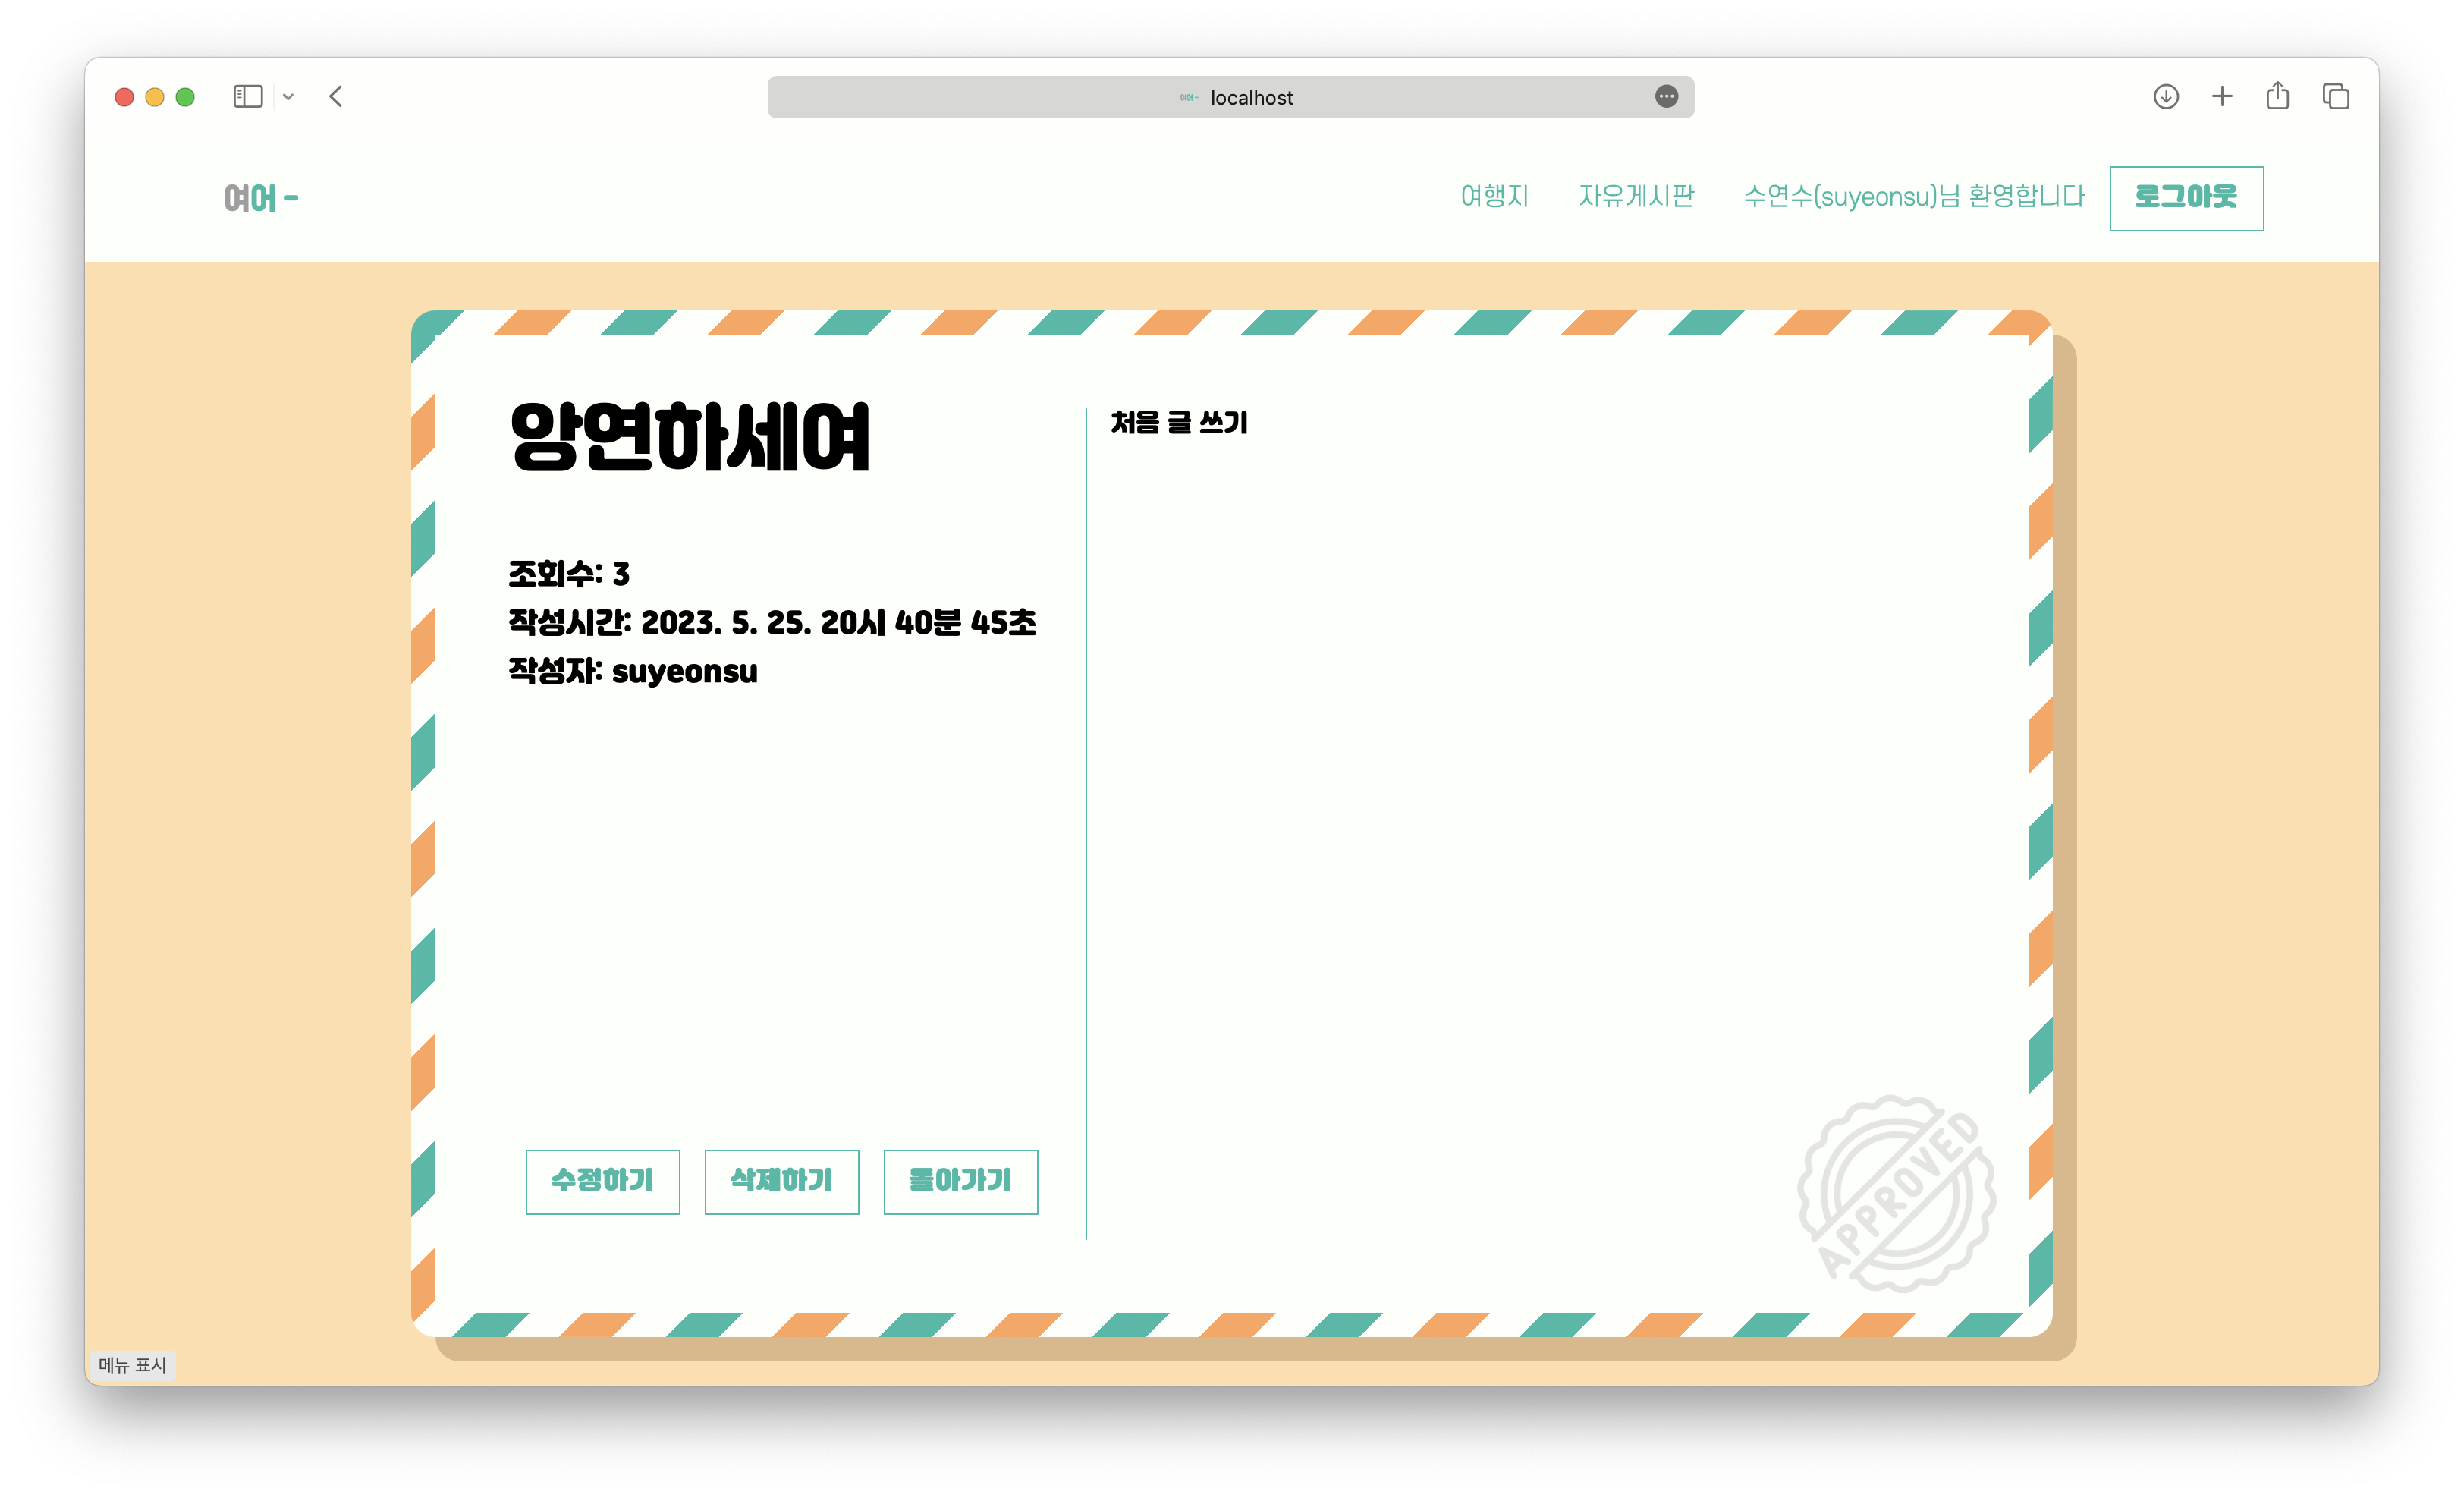 localhost
여어 -
여행지 자유게시판 수연수(suyeonsu)님 환영합니다 로그아웃
앙연하세여
조회수: 3
작성시간: 2023. 5. 25. 20시 40분 45초
작성자: suyeonsu
처음 글 쓰기
수정하기 삭제하기 돌아가기
APPROVED
메뉴 표시